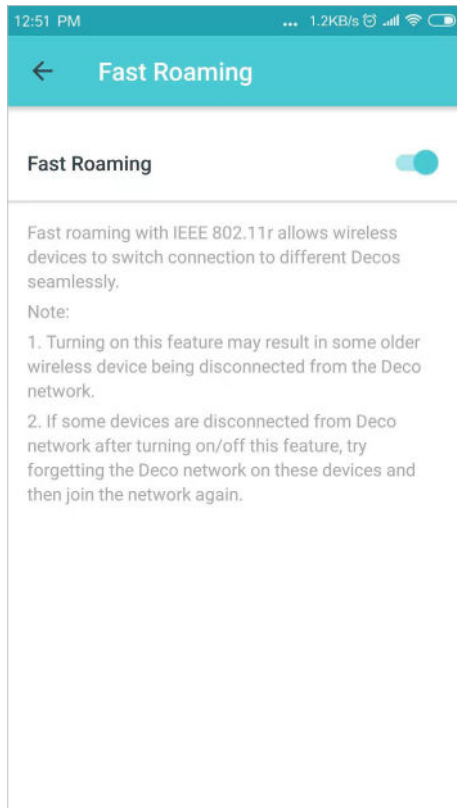 12:51 PM ... 1.2KB/s
Fast Roaming
Fast Roaming
Fast roaming with IEEE 802.11r allows wireless
devices to switch connection to different Decos
seamlessly.
Note:
1. Turning on this feature may result in some older
wireless device being disconnected from the Deco
network.
2. If some devices are disconnected from Deco
network after turning on/off this feature, try
forgetting the Deco network on these devices and
then join the network again.